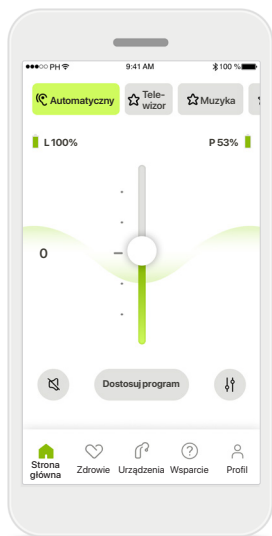 PH 9:41 AM 100 %
Automatyczny
Tele-
wizor
Muzyka
L 100% P 53%
0
Dostosuj program
Strona
główna
Zdrowie Urządzenia Wsparcie Profil